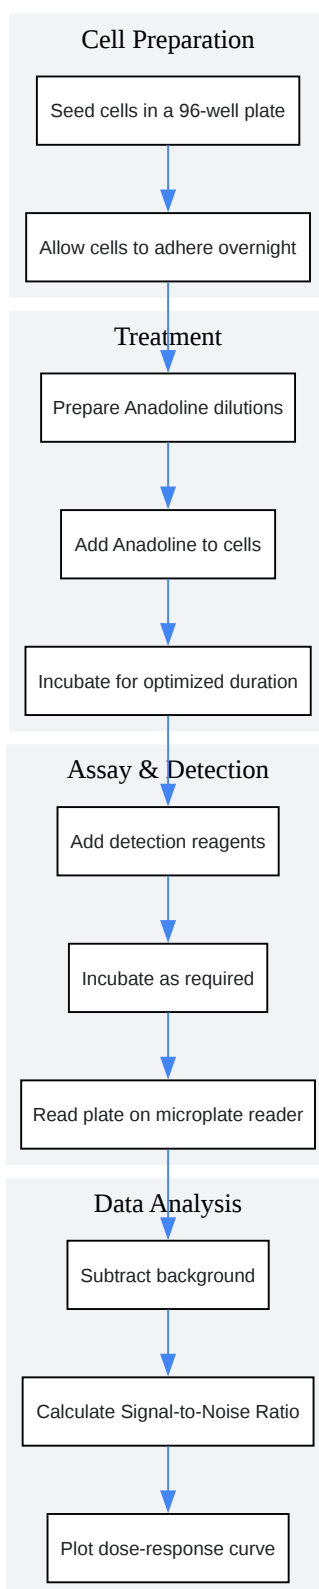 Cell Preparation
Seed cells in a 96-well plate
Allow cells to adhere overnight
Treatment
Prepare Anadoline dilutions
Add Anadoline to cells
Incubate for optimized duration
Assay & Detection
Add detection reagents
Incubate as required
Read plate on microplate reader
Data Analysis
Subtract background
Calculate Signal-to-Noise Ratio
Plot dose-response curve